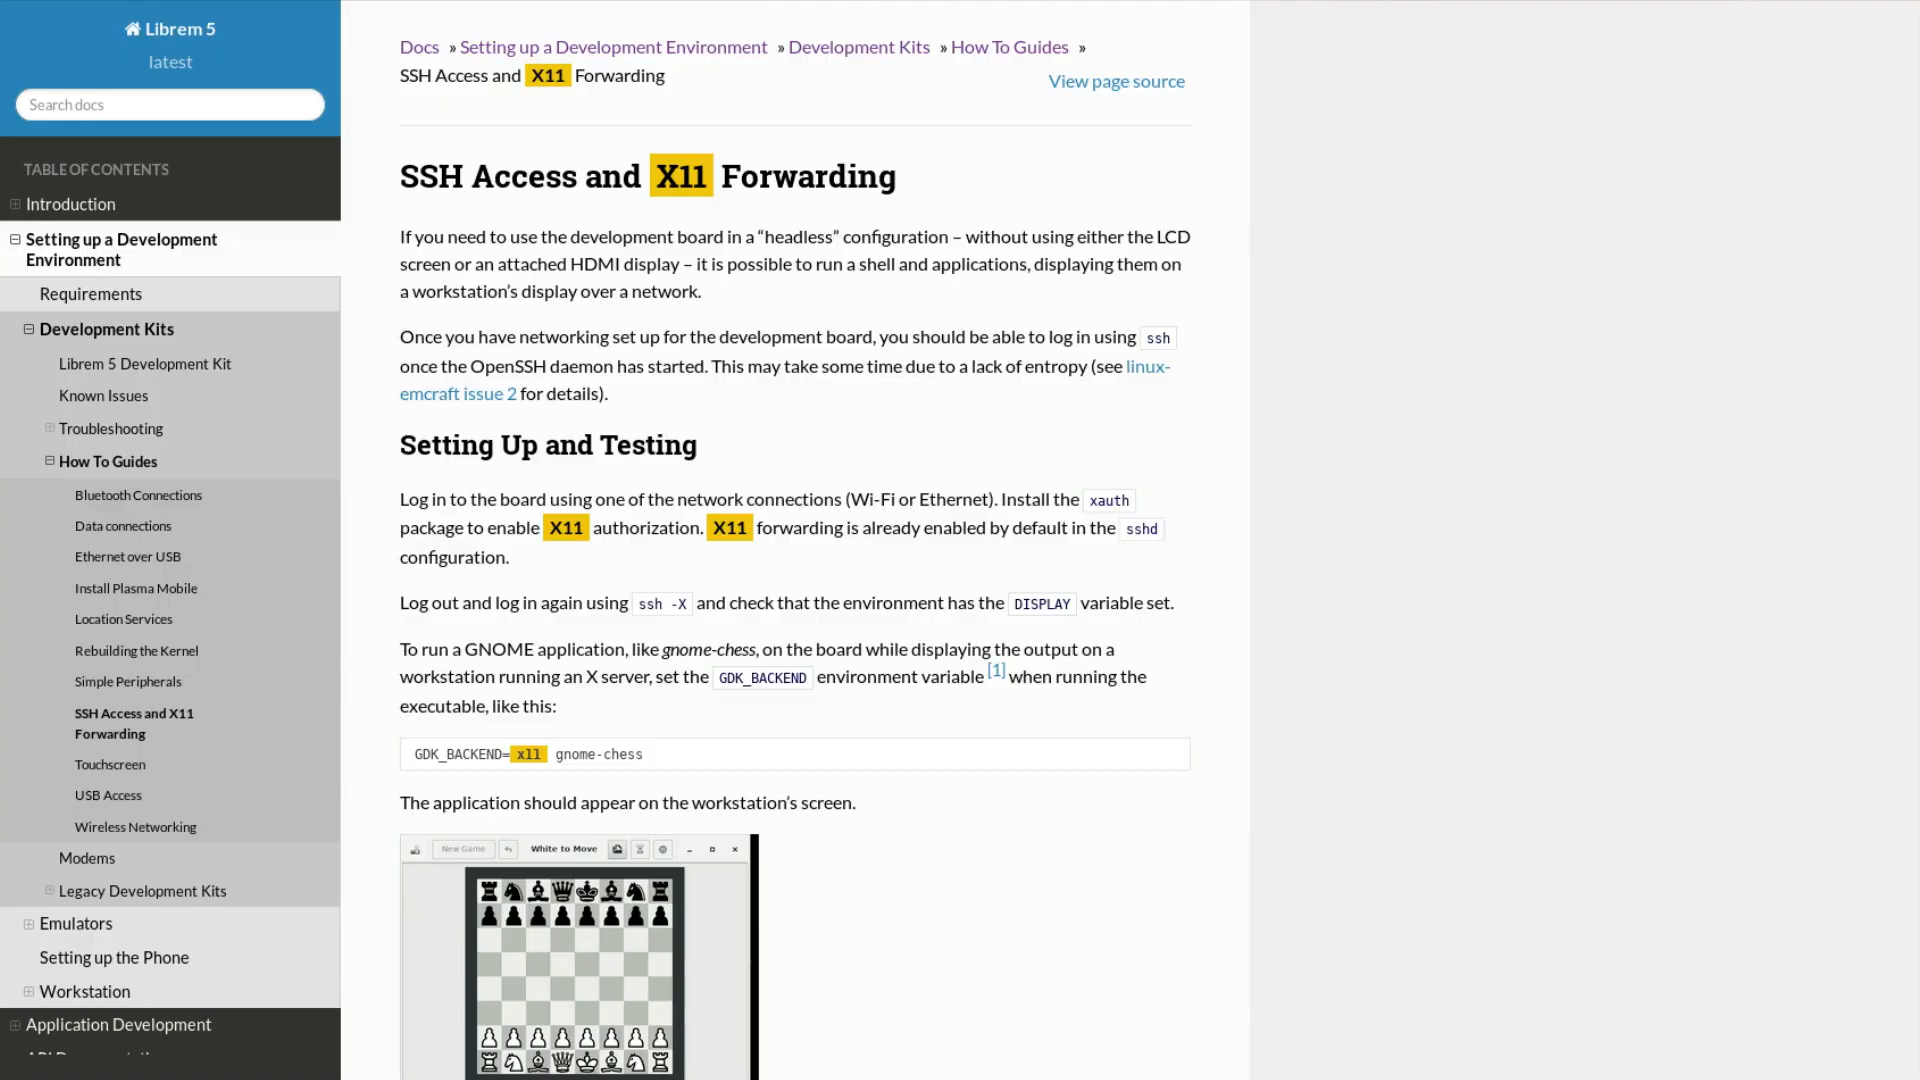 Librem 5
latest
Search docs
TABLE OF CONTENTS
Introduction
Setting up a Development
Environment
Requirements
Development Kits
Librem 5 Development Kit
Known Issues
Troubleshooting
How To Guides
Bluetooth Connections
Data connections
Ethernet over USB
Install Plasma Mobile
Location Services
Rebuilding the Kernel
Simple Peripherals
SSH Access and X11
Forwarding
Touchscreen
USB Access
Wireless Networking
Modems
Legacy Development Kits
Emulators
Setting up the Phone
Workstation
Application Development
Docs » Setting up a Development Environment » Development Kits » How To Guides »
SSH Access and X11 Forwarding
View page source
SSH Access and X11 Forwarding
If you need to use the development board in a “headless” configuration – without using either the LCD
screen or an attached HDMI display – it is possible to run a shell and applications, displaying them on
a workstation’s display over a network.
Once you have networking set up for the development board, you should be able to log in using ssh
once the OpenSSH daemon has started. This may take some time due to a lack of entropy (see linux-
emcraft issue 2 for details).
Setting Up and Testing
Log in to the board using one of the network connections (Wi-Fi or Ethernet). Install the xauth
package to enable X11 authorization. X11 forwarding is already enabled by default in the sshd
configuration.
Log out and log in again using ssh -X and check that the environment has the DISPLAY variable set.
To run a GNOME application, like gnome-chess, on the board while displaying the output on a
workstation running an X server, set the GDK_BACKEND environment variable [1] when running the
executable, like this:
GDK_BACKEND=x11 gnome-chess
The application should appear on the workstation’s screen.
New Game
White to Move